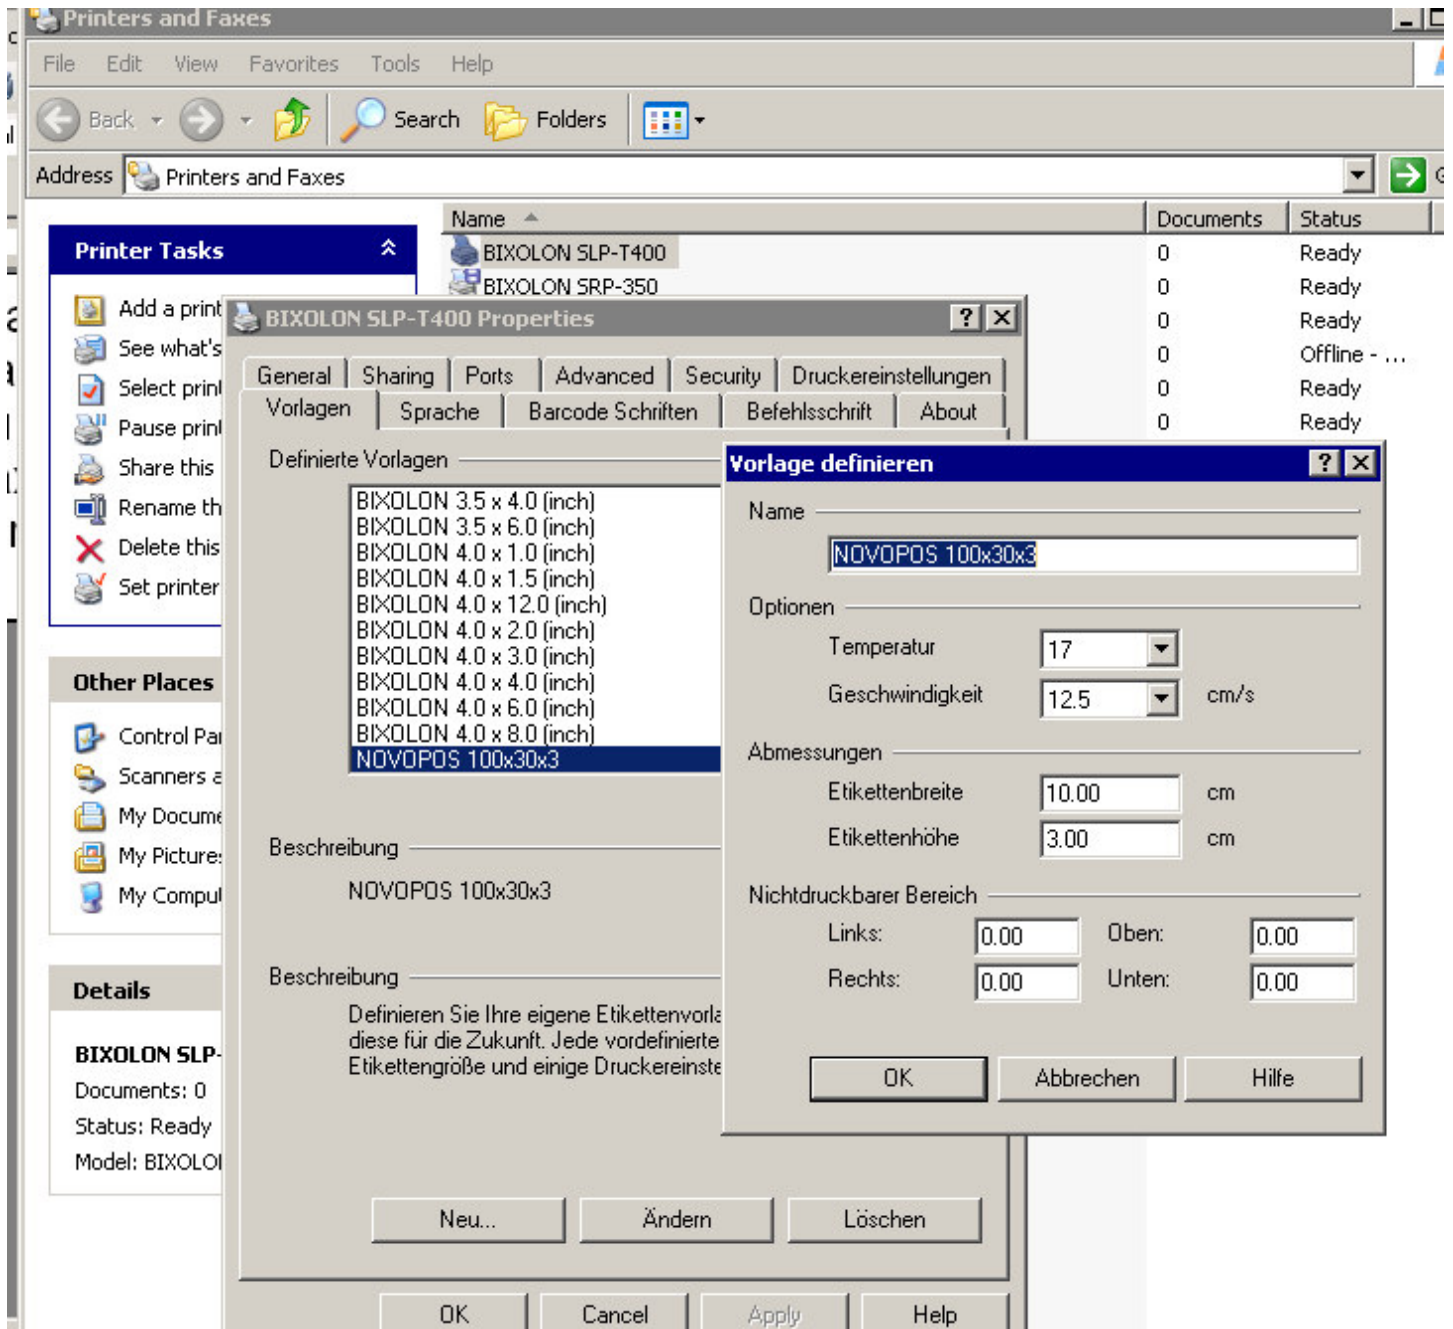 Printers and Faxes
File Edit View Favorites Tools Help
Back Search Folders
Address Printers and Faxes
Name Documents Status
BIXOLON SLP-T400 0 Ready
BIXOLON SRP-350 0 Ready
0 Ready
0 Offline - ...
0 Ready
0 Ready
Printer Tasks
Add a print
See what's
Select print
Pause print
Share this
Rename th
Delete this
Set printer
Other Places
Control Pa
Scanners a
My Docume
My Pictures
My Compu
Details
BIXOLON SLP-
Documents: 0
Status: Ready
Model: BIXOLO
BIXOLON SLP-T400 Properties
General Sharing Ports Advanced Security Druckereinstellungen
Vorlagen Sprache Barcode Schriften Befehlsschrift About
Definierte Vorlagen
BIXOLON 3.5 x 4.0 (inch)
BIXOLON 3.5 x 6.0 (inch)
BIXOLON 4.0 x 1.0 (inch)
BIXOLON 4.0 x 1.5 (inch)
BIXOLON 4.0 x 12.0 (inch)
BIXOLON 4.0 x 2.0 (inch)
BIXOLON 4.0 x 3.0 (inch)
BIXOLON 4.0 x 4.0 (inch)
BIXOLON 4.0 x 6.0 (inch)
BIXOLON 4.0 x 8.0 (inch)
NOVOPOS 100x30x3
Beschreibung
NOVOPOS 100x30x3
Beschreibung
Definieren Sie Ihre eigene Etikettenvorla
diese für die Zukunft. Jede vordefinierte
Etikettengröße und einige Druckereinste
Neu... Ändern Löschen
OK Cancel Apply Help
Vorlage definieren
Name
NOVOPOS 100x30x3
Optionen
Temperatur 17
Geschwindigkeit 12.5 cm/s
Abmessungen
Etikettenbreite 10.00 cm
Etikettenhöhe 3.00 cm
Nichtdruckbarer Bereich
Links: 0.00 Oben: 0.00
Rechts: 0.00 Unten: 0.00
OK Abbrechen Hilfe